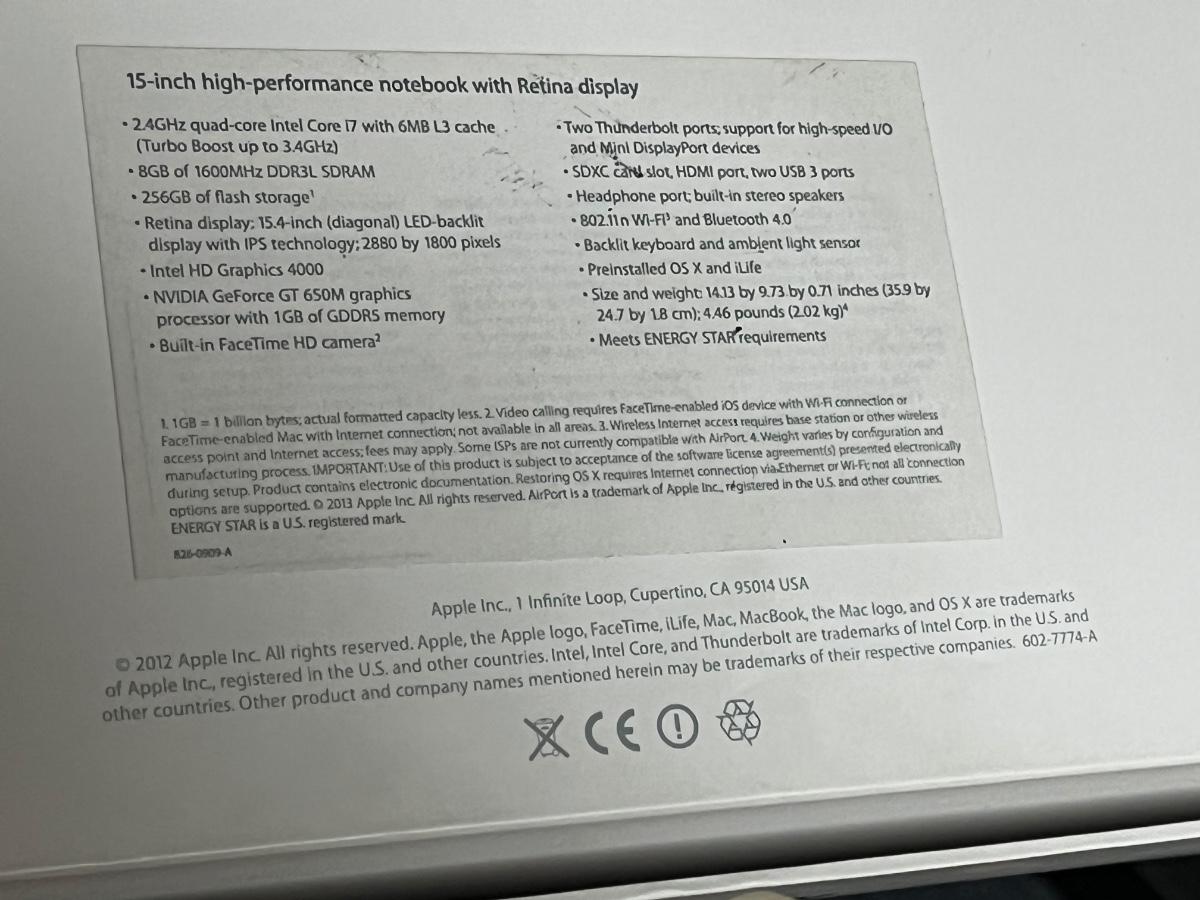 15-inch high-performance notebook with Retina display
• 2.4GHz quad-core Intel Core i7 with 6MB L3 cache
(Turbo Boost up to 3.4GHz)
• 8GB of 1600MHz DDR3L SDRAM
• 256GB of flash storage¹
• Retina display: 15.4-inch (diagonal) LED-backlit
display with IPS technology; 2880 by 1800 pixels
• Intel HD Graphics 4000
• NVIDIA GeForce GT 650M graphics
processor with 1GB of GDDR5 memory
• Built-in FaceTime HD camera²
• Two Thunderbolt ports; support for high-speed I/O
and Mini DisplayPort devices
• SDXC card slot, HDMI port, two USB 3 ports
• Headphone port; built-in stereo speakers
• 802.11n Wi-Fi³ and Bluetooth 4.0
• Backlit keyboard and ambient light sensor
• Preinstalled OS X and iLife
• Size and weight: 14.13 by 9.73 by 0.71 inches (35.9 by
24.7 by 1.8 cm); 4.46 pounds (2.02 kg)⁴
• Meets ENERGY STAR requirements
1. 1GB = 1 billion bytes; actual formatted capacity less. 2. Video calling requires FaceTime-enabled iOS device with Wi-Fi connection or
FaceTime-enabled Mac with Internet connection; not available in all areas. 3. Wireless Internet access requires base station or other wireless
access point and Internet access; fees may apply. Some ISPs are not currently compatible with AirPort. 4. Weight varies by configuration and
manufacturing process. IMPORTANT: Use of this product is subject to acceptance of the software license agreement(s) presented electronically
during setup. Product contains electronic documentation. Restoring OS X requires Internet connection via Ethernet or Wi-Fi; not all connection
options are supported. © 2013 Apple Inc. All rights reserved. AirPort is a trademark of Apple Inc., registered in the U.S. and other countries.
ENERGY STAR is a U.S. registered mark.
826-0909-A
Apple Inc., 1 Infinite Loop, Cupertino, CA 95014 USA
© 2012 Apple Inc. All rights reserved. Apple, the Apple logo, FaceTime, iLife, Mac, MacBook, the Mac logo, and OS X are trademarks
of Apple Inc., registered in the U.S. and other countries. Intel, Intel Core, and Thunderbolt are trademarks of Intel Corp. in the U.S. and
other countries. Other product and company names mentioned herein may be trademarks of their respective companies. 602-7774-A
CE